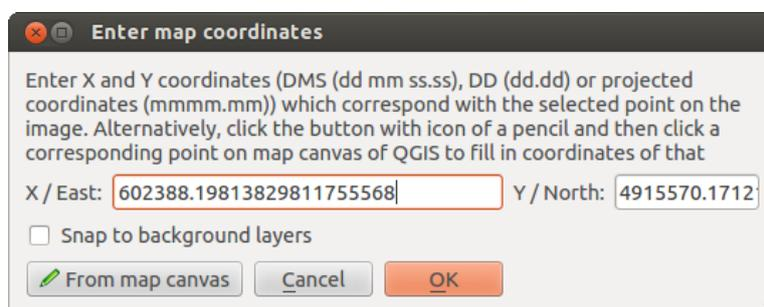 Enter map coordinates
Enter X and Y coordinates (DMS (dd mm ss.ss), DD (dd.dd) or projected
coordinates (mmmm.mm)) which correspond with the selected point on the
image. Alternatively, click the button with icon of a pencil and then click a
corresponding point on map canvas of QGIS to fill in coordinates of that
X / East: 602388.19813829811755568 Y / North: 4915570.1712
Snap to background layers
From map canvas Cancel OK